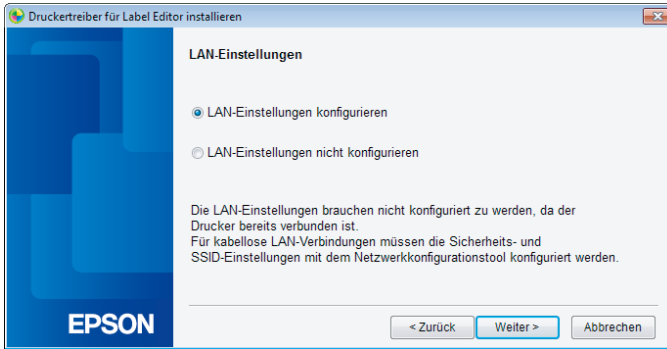 Druckertreiber für Label Editor installieren
LAN-Einstellungen
LAN-Einstellungen konfigurieren
LAN-Einstellungen nicht konfigurieren
Die LAN-Einstellungen brauchen nicht konfiguriert zu werden, da der
Drucker bereits verbunden ist.
Für kabellose LAN-Verbindungen müssen die Sicherheits- und
SSID-Einstellungen mit dem Netzwerkkonfigurationstool konfiguriert werden.
EPSON
< Zurück Weiter > Abbrechen